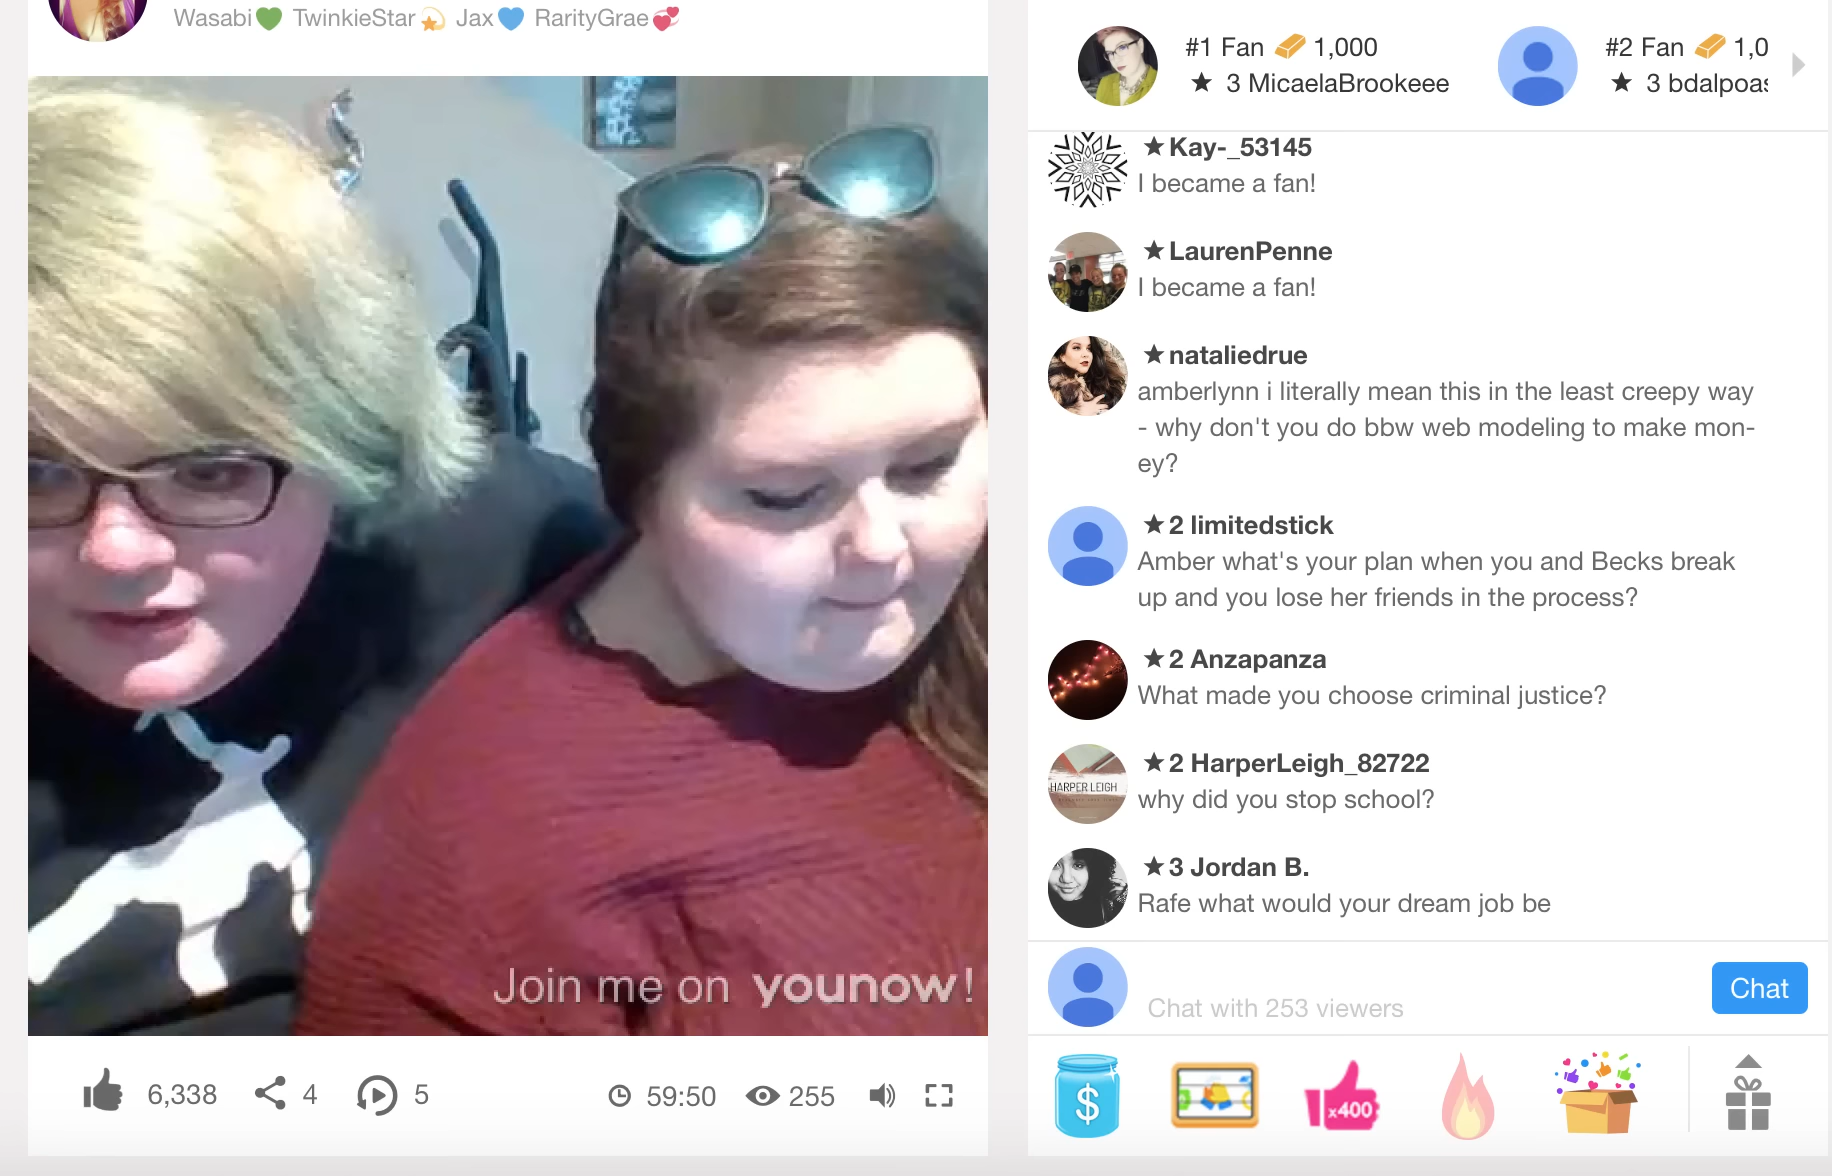 Wasabi💚 TwinkieStar💫 Jax💙 RarityGrae💞
Join me on younow!
6,338
4
5
59:50
255
#1 Fan 1,000
★ 3 MicaelaBrookeee
#2 Fan 1,0
★ 3 bdalpoas
★ Kay-_53145
I became a fan!
★ LaurenPenne
I became a fan!
★ nataliedrue
amberlynn i literally mean this in the least creepy way
- why don't you do bbw web modeling to make mon-
ey?
★ 2 limitedstick
Amber what's your plan when you and Becks break
up and you lose her friends in the process?
★ 2 Anzapanza
What made you choose criminal justice?
★ 2 HarperLeigh_82722
why did you stop school?
HARPER LEIGH
★ 3 Jordan B.
Rafe what would your dream job be
Chat with 253 viewers
Chat
$
x400